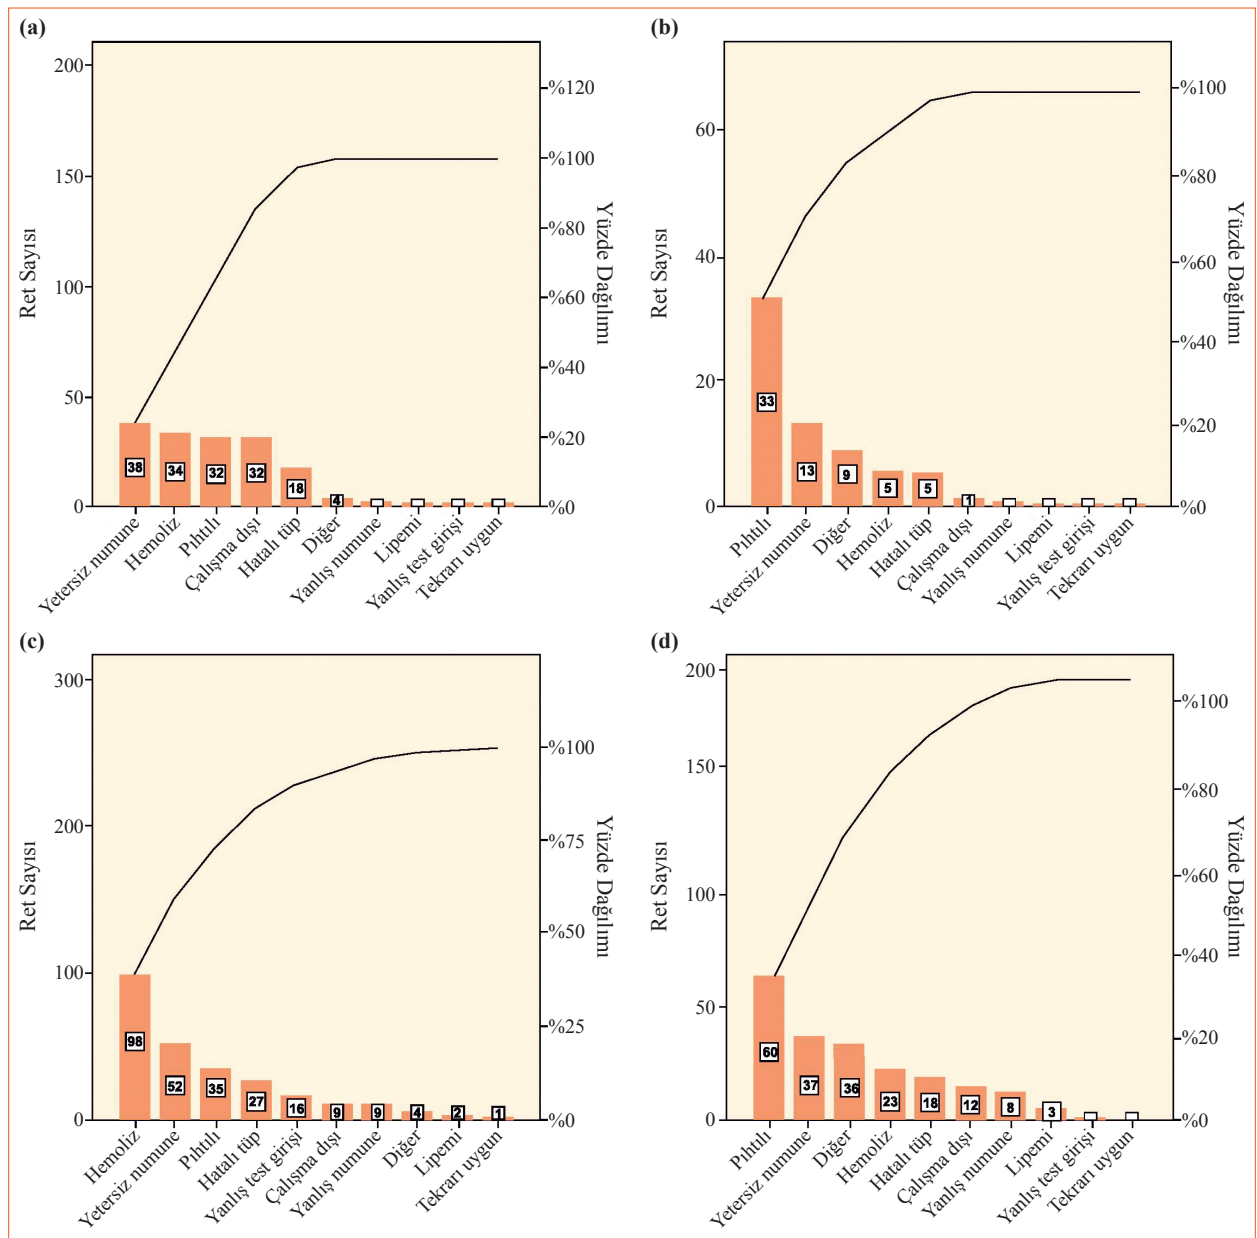 (a)
Ret Sayısı
200
150
100
50
0
%120
%100
%80
%60
%40
%20
%0
Yüzde Dağılımı
38
34
32
32
18
4
Yetersiz numune
Hemoliz
Pıhtılı
Çalışma dışı
Hatalı tüp
Diğer
Yanlış numune
Lipemi
Yanlış test girişi
Tekrarı uygun
(b)
Ret Sayısı
60
40
20
0
%100
%80
%60
%40
%20
%0
Yüzde Dağılımı
33
13
9
5
5
1
Pıhtılı
Yetersiz numune
Diğer
Hemoliz
Hatalı tüp
Çalışma dışı
Yanlış numune
Lipemi
Yanlış test girişi
Tekrarı uygun
(c)
Ret Sayısı
300
200
100
0
%100
%75
%50
%25
%0
Yüzde Dağılımı
98
52
35
27
16
9
9
4
2
1
Hemoliz
Yetersiz numune
Pıhtılı
Hatalı tüp
Yanlış test girişi
Çalışma dışı
Yanlış numune
Diğer
Lipemi
Tekrarı uygun
(d)
Ret Sayısı
200
150
100
50
0
%100
%80
%60
%40
%20
%0
Yüzde Dağılımı
60
37
36
23
18
12
8
3
Pıhtılı
Yetersiz numune
Diğer
Hemoliz
Hatalı tüp
Çalışma dışı
Yanlış numune
Lipemi
Yanlış test girişi
Tekrarı uygun